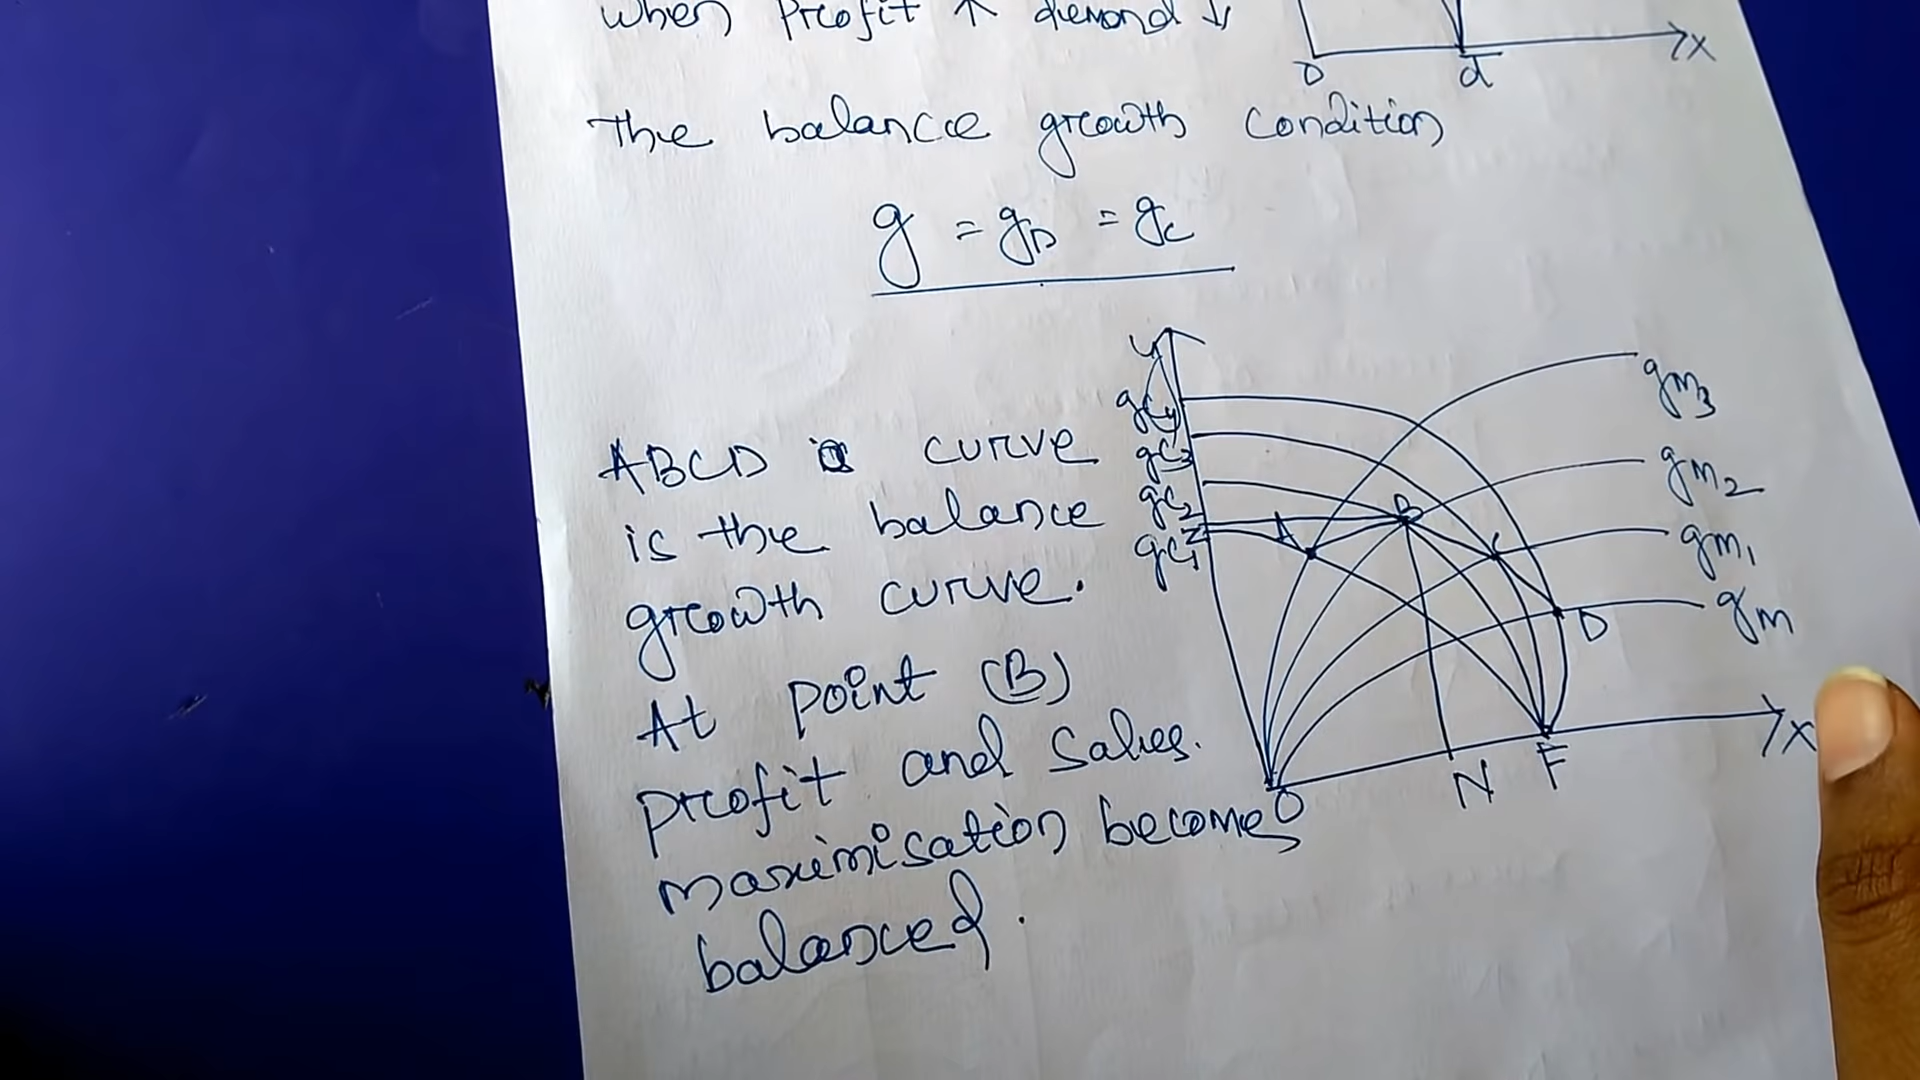 when Profit ↑ demand ↓
O d X
The balance growth condition
g = gD = gC
ABCD curve
is the balance
growth curve.
At point (B)
profit and Sales
maximisation become
balanced.
Y
gC4
gC3
gC2
Z
gC1
A B C D
gm3
gm2
gm1
gm
O N F X